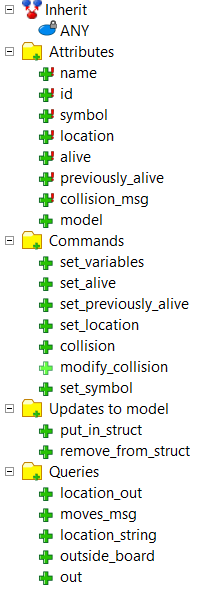 Inherit
ANY
Attributes
name
id
symbol
location
alive
previously_alive
collision_msg
model
Commands
set_variables
set_alive
set_previously_alive
set_location
collision
modify_collision
set_symbol
Updates to model
put_in_struct
remove_from_struct
Queries
location_out
moves_msg
location_string
outside_board
out